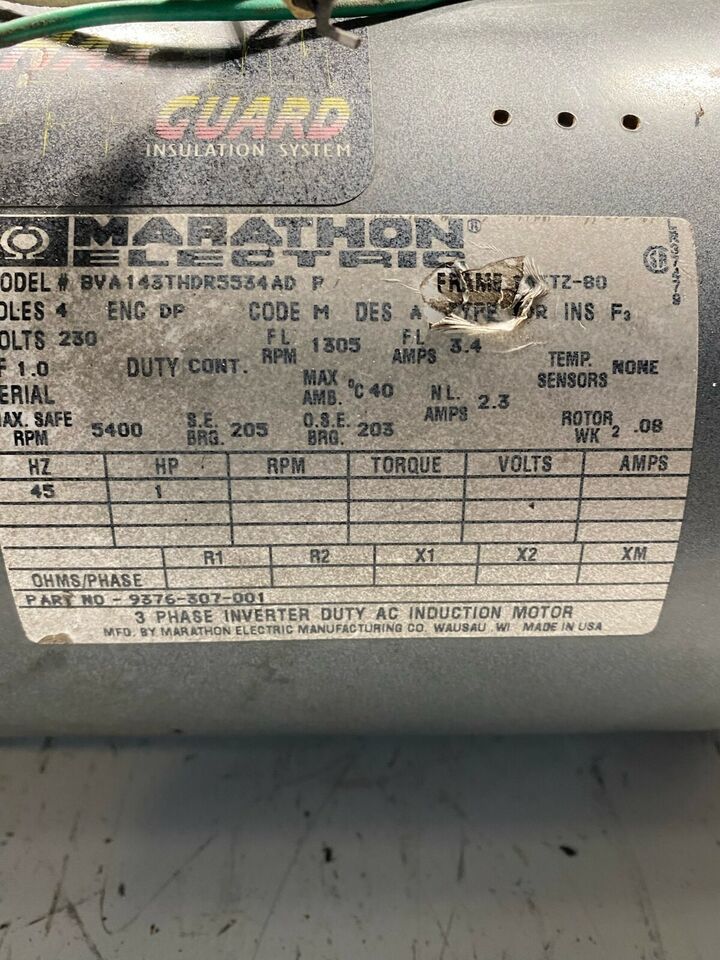 GUARD
INSULATION SYSTEM
MARATHON®
ELECTRIC
ODEL # BVA143THDR5534AD P FRAME TZ-80
OLES 4 ENC DP CODE M DES A TYPE INS F3
OLTS 230 FL RPM 1305 FL AMPS 3.4
F 1.0 DUTY CONT. MAX AMB. °C 40 NL. AMPS 2.3 TEMP. SENSORS NONE
ERIAL
AX. SAFE RPM 5400 S.E. BRG. 205 O.S.E. BRG. 203 ROTOR WK2 .08
HZ HP RPM TORQUE VOLTS AMPS
45 1
R1 R2 X1 X2 XM
OHMS/PHASE
PART NO - 9376-307-001
3 PHASE INVERTER DUTY AC INDUCTION MOTOR
MFD. BY MARATHON ELECTRIC MANUFACTURING CO. WAUSAU WI MADE IN USA